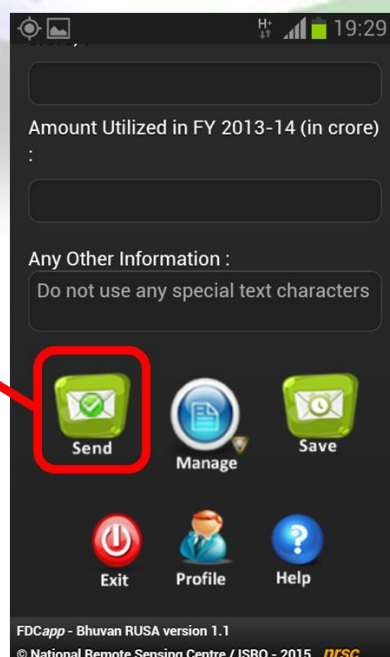 H+ 19:29
Amount Utilized in FY 2013-14 (in crore)
:
Any Other Information :
Do not use any special text characters
Send
Manage
Save
Exit
Profile
Help
FDCapp - Bhuvan RUSA version 1.1
© National Remote Sensing Centre / ISRO - 2015 nrsc